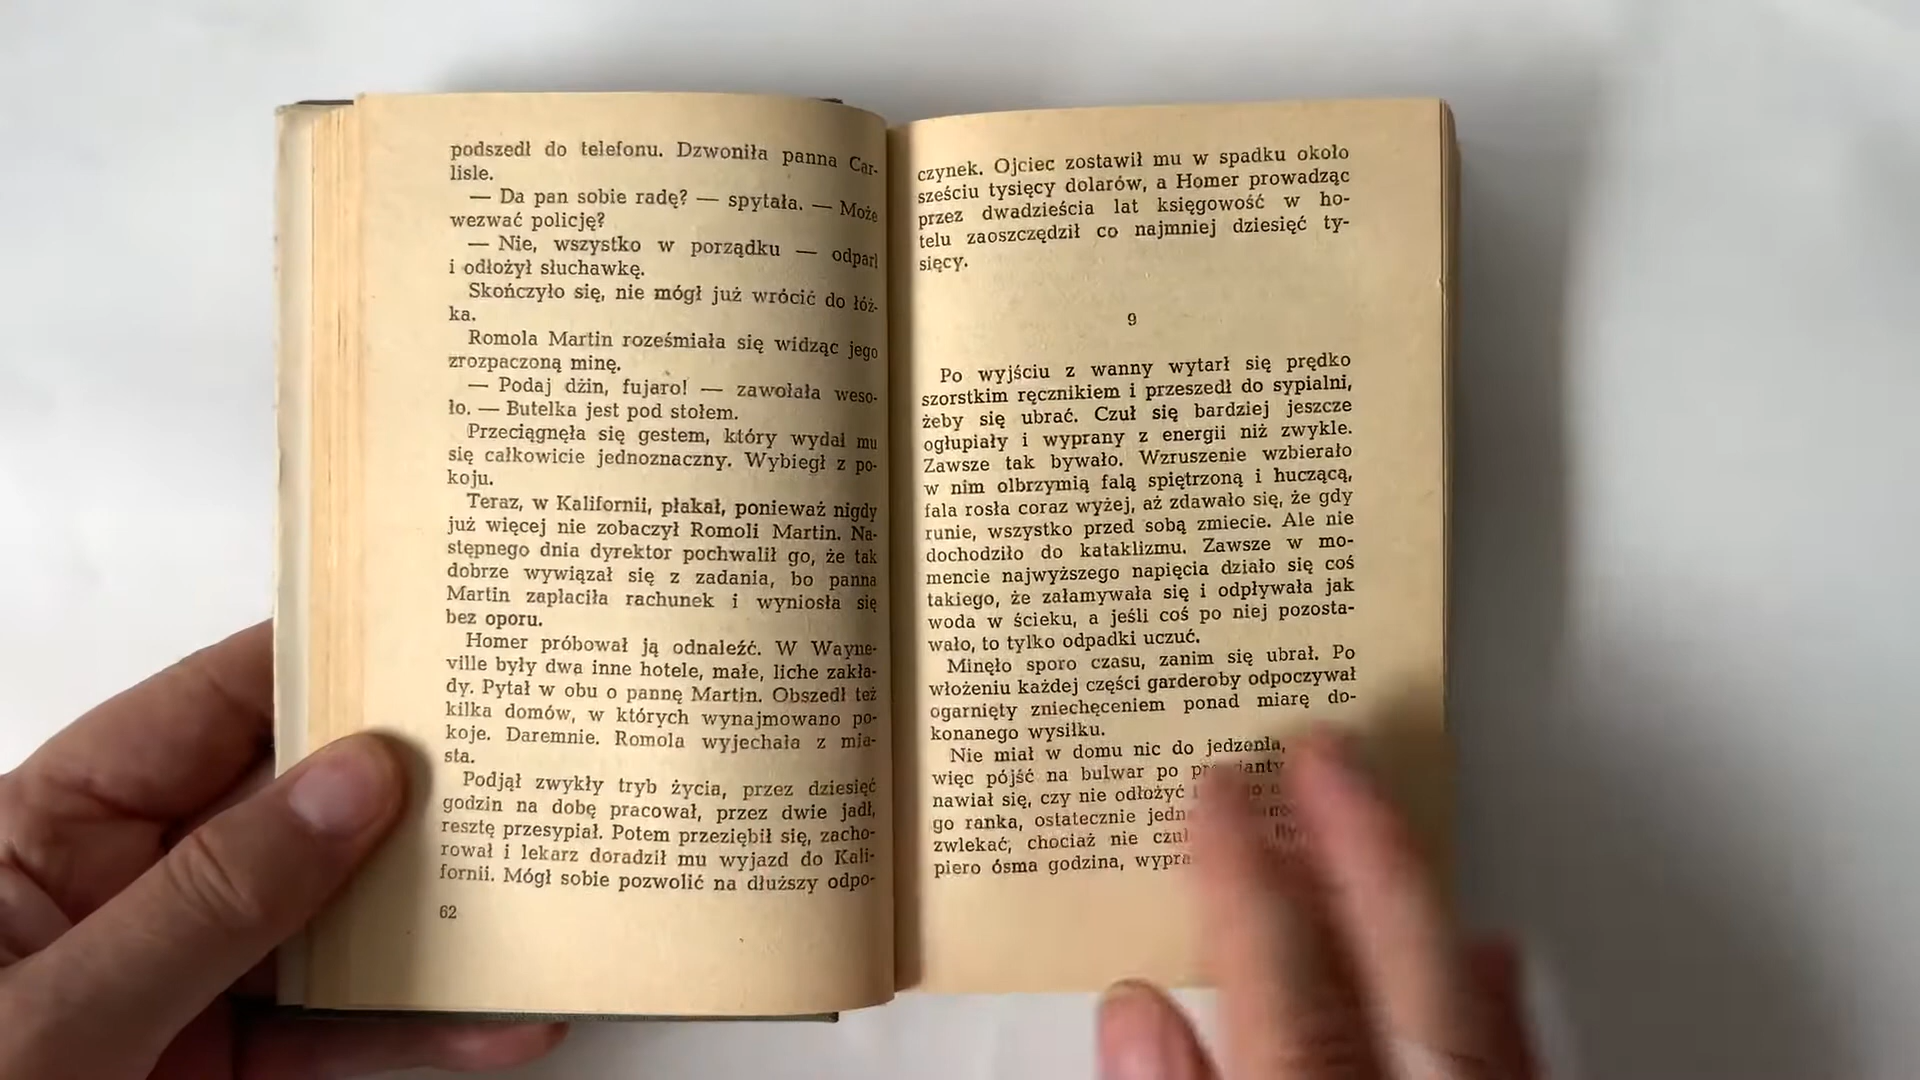 podszedł do telefonu. Dzwoniła panna Car-
lisle.
— Da pan sobie radę? — spytała. — Może
wezwać policję?
— Nie, wszystko w porządku — odparł
i odłożył słuchawkę.
Skończyło się, nie mógł już wrócić do łóż-
ka.
Romola Martin roześmiała się widząc jego
zrozpaczoną minę.
— Podaj dżin, fujaro! — zawołała weso-
ło. — Butelka jest pod stołem.
Przeciągnęła się gestem, który wydał mu
się całkowicie jednoznaczny. Wybiegł z po-
koju.
Teraz, w Kalifornii, płakał, ponieważ nigdy
już więcej nie zobaczył Romoli Martin. Na-
stępnego dnia dyrektor pochwalił go, że tak
dobrze wywiązał się z zadania, bo panna
Martin zapłaciła rachunek i wyniosła się
bez oporu.
Homer próbował ją odnaleźć. W Wayne-
ville były dwa inne hotele, małe, liche zakła-
dy. Pytał w obu o pannę Martin. Obszedł też
kilka domów, w których wynajmowano po-
koje. Daremnie. Romola wyjechała z mia-
sta.
Podjął zwykły tryb życia, przez dziesięć
godzin na dobę pracował, przez dwie jadł,
resztę przesypiał. Potem przeziębił się, zacho-
rował i lekarz doradził mu wyjazd do Kali-
fornii. Mógł sobie pozwolić na dłuższy odpo-
62
czynek. Ojciec zostawił mu w spadku około
sześciu tysięcy dolarów, a Homer prowadząc
przez dwadzieścia lat księgowość w ho-
telu zaoszczędził co najmniej dziesięć ty-
sięcy.
9
Po wyjściu z wanny wytarł się prędko
szorstkim ręcznikiem i przeszedł do sypialni,
żeby się ubrać. Czuł się bardziej jeszcze
ogłupiały i wyprany z energii niż zwykle.
Zawsze tak bywało. Wzruszenie wzbierało
w nim olbrzymią falą spiętrzoną i huczącą,
fala rosła coraz wyżej, aż zdawało się, że gdy
runie, wszystko przed sobą zmiecie. Ale nie
dochodziło do kataklizmu. Zawsze w mo-
mencie najwyższego napięcia działo się coś
takiego, że załamywała się i odpływała jak
woda w ścieku, a jeśli coś po niej pozosta-
wało, to tylko odpadki uczuć.
Minęło sporo czasu, zanim się ubrał. Po
włożeniu każdej części garderoby odpoczywał
ogarnięty zniechęceniem ponad miarę do-
konanego wysiłku.
Nie miał w domu nic do jedzenia,
więc pójść na bulwar po
nawiał się, czy nie odłożyć
go ranka, ostatecznie
zwlekać, chociaż nie
piero ósma godzina,